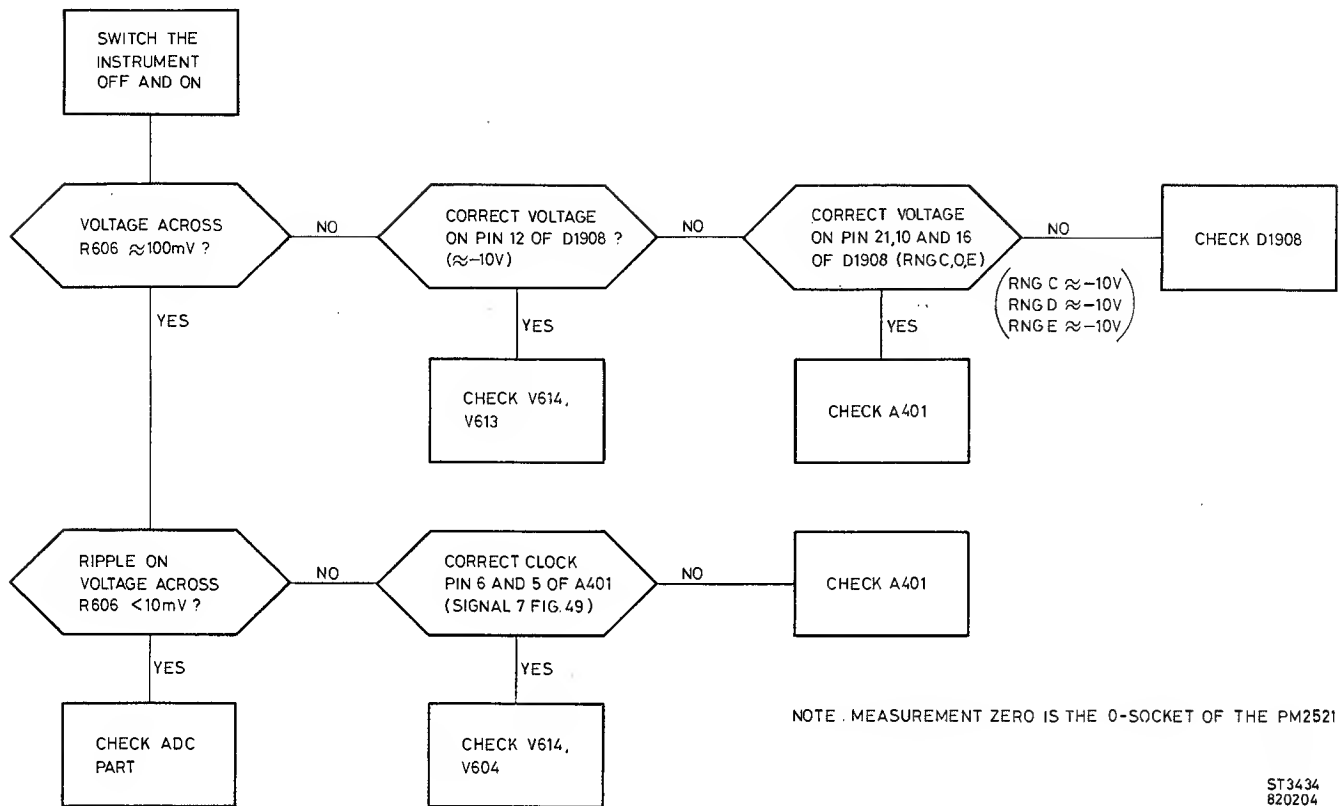 SWITCH THE
INSTRUMENT
OFF AND ON
VOLTAGE ACROSS
R606 ≈100mV ?
NO
CORRECT VOLTAGE
ON PIN 12 OF D1908 ?
(≈-10V)
NO
CORRECT VOLTAGE
ON PIN 21,10 AND 16
OF D1908 (RNG C,O,E)
NO
(RNG C ≈-10V
RNG D ≈-10V
RNG E ≈-10V)
CHECK D1908
YES
YES
YES
CHECK V614,
V613
CHECK A401
RIPPLE ON
VOLTAGE ACROSS
R606 <10mV ?
NO
CORRECT CLOCK
PIN 6 AND 5 OF A401
(SIGNAL 7 FIG. 49)
NO
CHECK A401
YES
YES
CHECK ADC
PART
CHECK V614,
V604
NOTE . MEASUREMENT ZERO IS THE 0-SOCKET OF THE PM2521
ST3434
820204